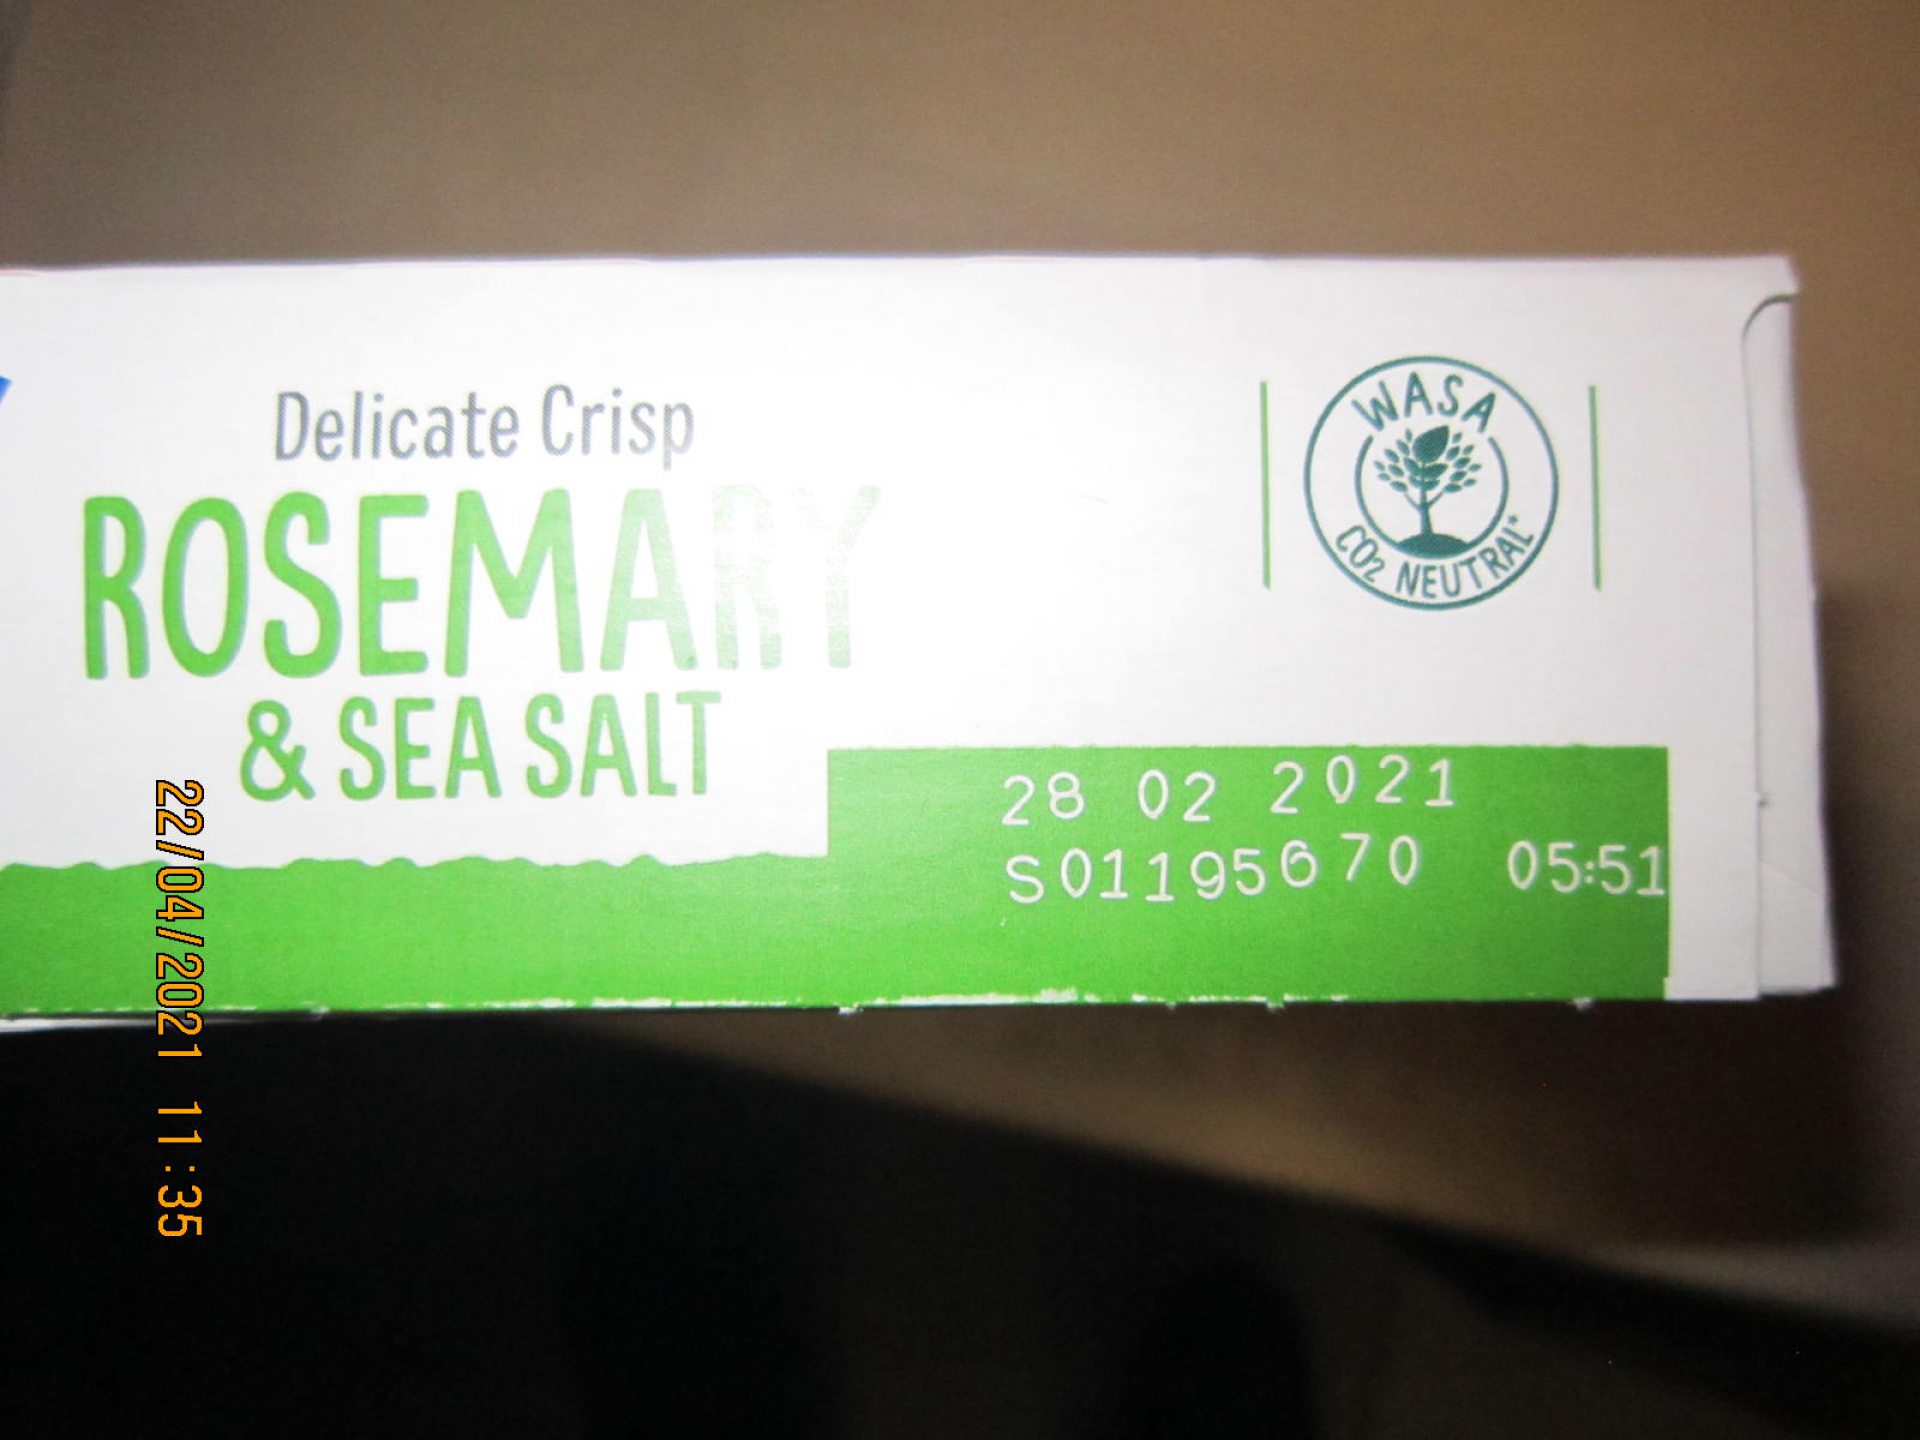 Delicate Crisp
ROSEMARY
& SEA SALT
WASA
CO2 NEUTRAL*
28 02 2021
S01195670 05:51
22/04/2021 11:35